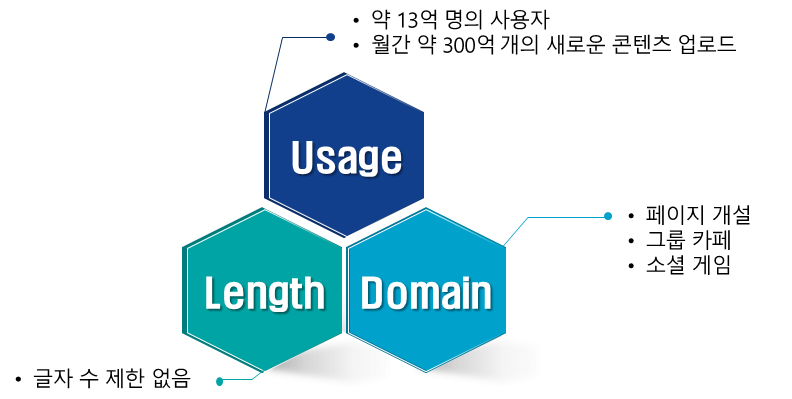 • 약 13억 명의 사용자
• 월간 약 300억 개의 새로운 콘텐츠 업로드
Usage
• 페이지 개설
• 그룹 카페
• 소셜 게임
Length
Domain
• 글자 수 제한 없음